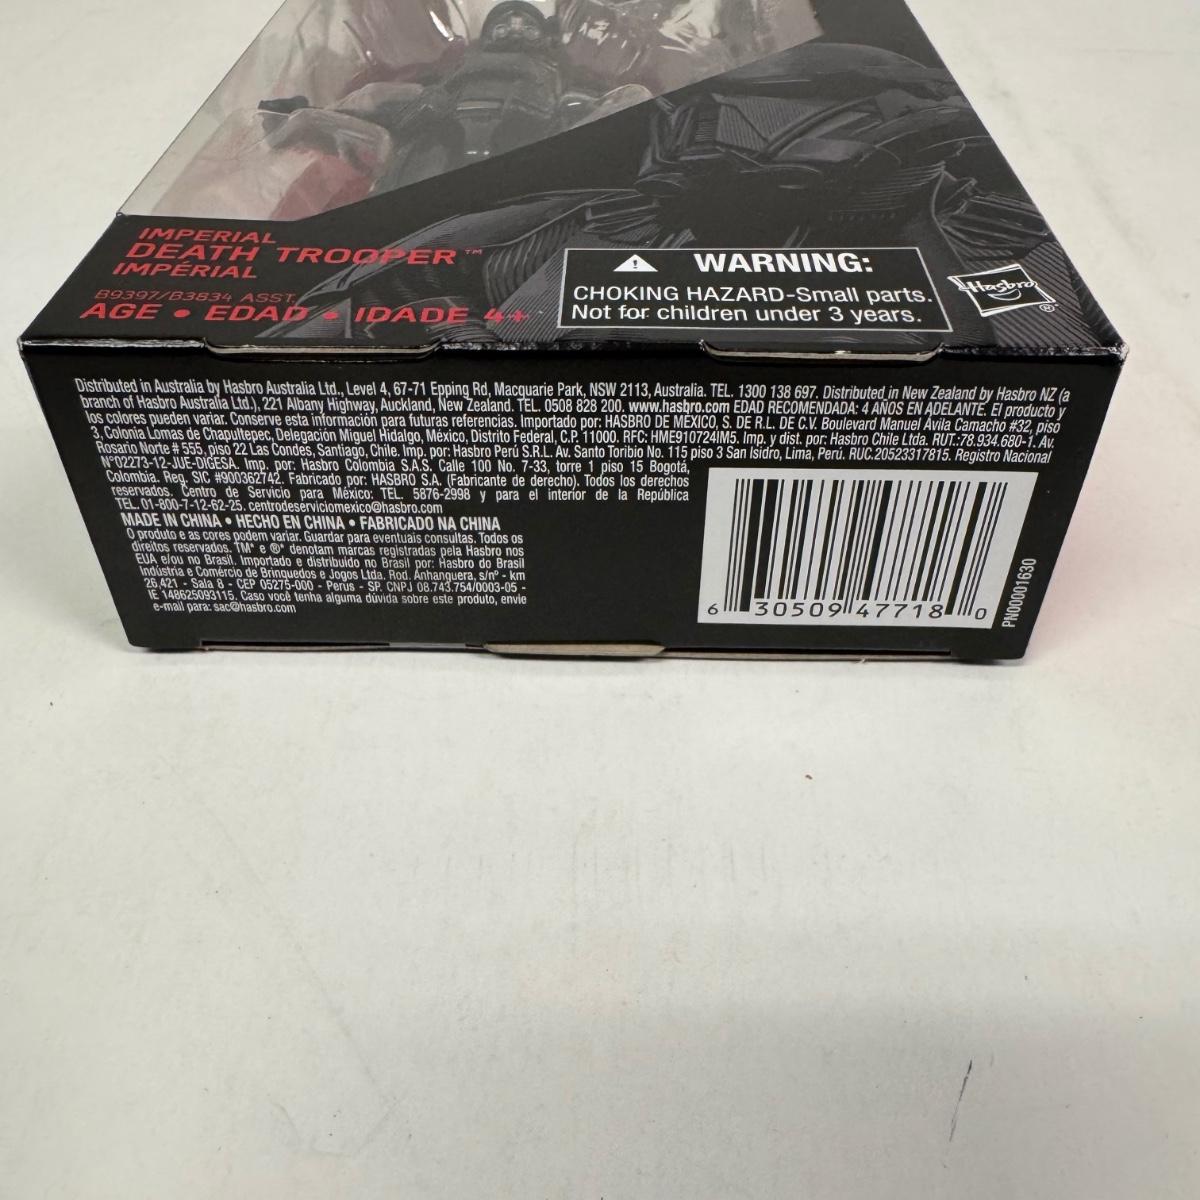 IMPERIAL
DEATH TROOPER™
IMPÉRIAL
B9397/B3834 ASST.
AGE • EDAD • IDADE 4+
WARNING:
CHOKING HAZARD-Small parts.
Not for children under 3 years.
Hasbro®
Distributed in Australia by Hasbro Australia Ltd., Level 4, 67-71 Epping Rd, Macquarie Park, NSW 2113, Australia. TEL. 1300 138 697. Distributed in New Zealand by Hasbro NZ (a
branch of Hasbro Australia Ltd.), 221 Albany Highway, Auckland, New Zealand. TEL. 0508 828 200. www.hasbro.com EDAD RECOMENDADA: 4 AÑOS EN ADELANTE. El producto y
los colores pueden variar. Conserve esta información para futuras referencias. Importado por: HASBRO DE MÉXICO, S. DE R.L. DE C.V. Boulevard Manuel Ávila Camacho #32, piso
3, Colonia Lomas de Chapultepec, Delegación Miguel Hidalgo, México, Distrito Federal, C.P. 11000. RFC: HME910724IM5. Imp. y dist. por: Hasbro Chile Ltda. RUT.:78.934.680-1. Av.
Rosario Norte # 555, piso 22 Las Condes, Santiago, Chile. Imp. por: Hasbro Perú S.R.L. Av. Santo Toribio No. 115 piso 3 San Isidro, Lima, Perú. RUC.20523317815. Registro Nacional
N°02273-12-JUE-DIGESA. Imp. por: Hasbro Colombia S.A.S. Calle 100 No. 7-33, torre 1 piso 15 Bogotá,
Colombia. Reg. SIC #900362742. Fabricado por: HASBRO S.A. (Fabricante de derecho). Todos los derechos
reservados. Centro de Servicio para México: TEL. 5876-2998 y para el interior de la República
TEL. 01-800-7-12-62-25. centrodeserviciomexico@hasbro.com
MADE IN CHINA • HECHO EN CHINA • FABRICADO NA CHINA
O produto e as cores podem variar. Guardar para eventuais consultas. Todos os
direitos reservados. TM* e ®* denotam marcas registradas pela Hasbro nos
EUA e/ou no Brasil. Importado e distribuído no Brasil por: Hasbro do Brasil
Indústria e Comércio de Brinquedos e Jogos Ltda. Rod. Anhanguera, s/nº - km
26,421 - Sala 8 - CEP 05275-000 - Perus - SP. CNPJ 08.743.754/0003-05 -
IE 148625093115. Caso você tenha alguma dúvida sobre este produto, envie
e-mail para: sac@hasbro.com
6 30509 47718 0
PN00001630